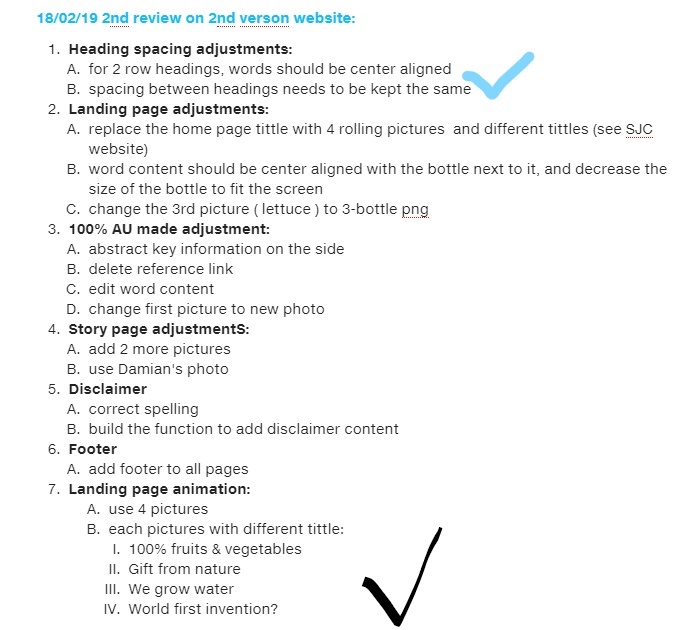 18/02/19 2nd review on 2nd verson website:
1. Heading spacing adjustments:
A. for 2 row headings, words should be center aligned
B. spacing between headings needs to be kept the same
2. Landing page adjustments:
A. replace the home page tittle with 4 rolling pictures and different tittles (see SJC
website)
B. word content should be center aligned with the bottle next to it, and decrease the
size of the bottle to fit the screen
C. change the 3rd picture ( lettuce ) to 3-bottle png
3. 100% AU made adjustment:
A. abstract key information on the side
B. delete reference link
C. edit word content
D. change first picture to new photo
4. Story page adjustmentS:
A. add 2 more pictures
B. use Damian's photo
5. Disclaimer
A. correct spelling
B. build the function to add disclaimer content
6. Footer
A. add footer to all pages
7. Landing page animation:
A. use 4 pictures
B. each pictures with different tittle:
I. 100% fruits & vegetables
II. Gift from nature
III. We grow water
IV. World first invention?